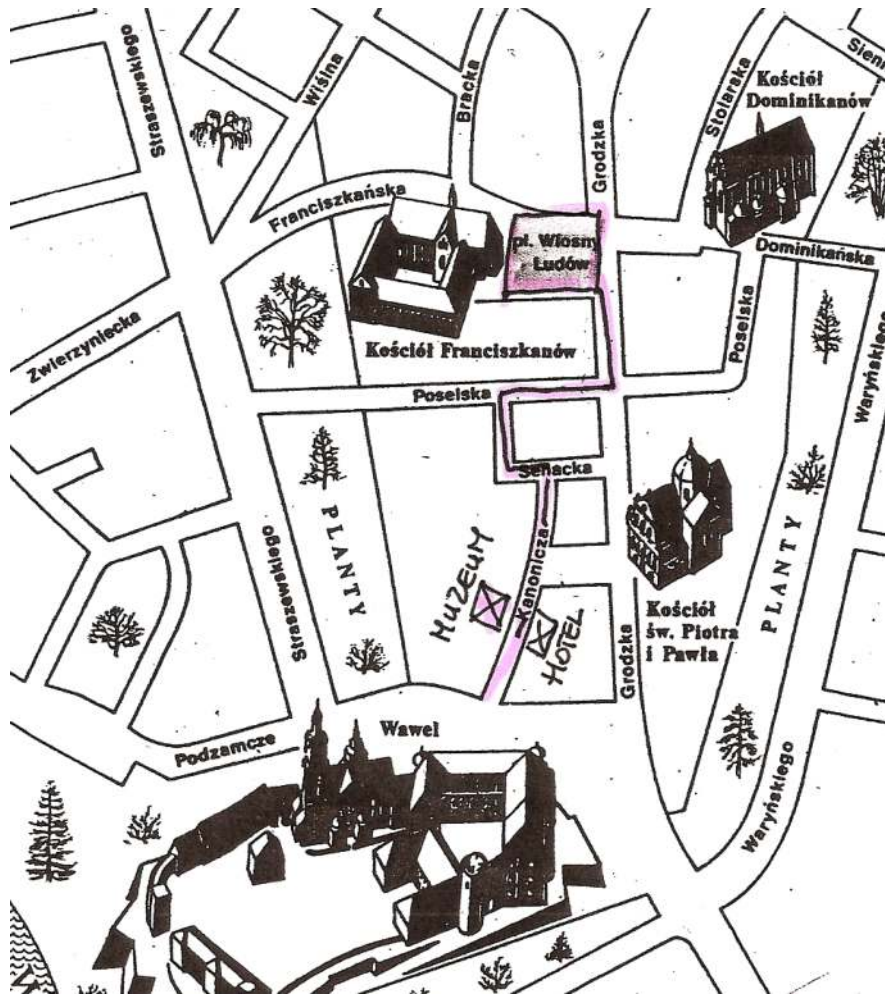 Straszewskiego
Wiślna
Bracka
Grodzka
Stolarska
Kościół
Dominikanów
Franciszkańska
pl. Wiosny
Ludów
Dominikańska
Zwierzyniecka
Kościół Franciszkanów
Poselska
Waryńskiego
Poselska
Senacka
PLANTY
Straszewskiego
MUZEUM
Kanonicza
HOTEL
Kościół
św. Piotra
i Pawła
Grodzka
PLANTY
Wawel
Podzamcze
Waryńskiego